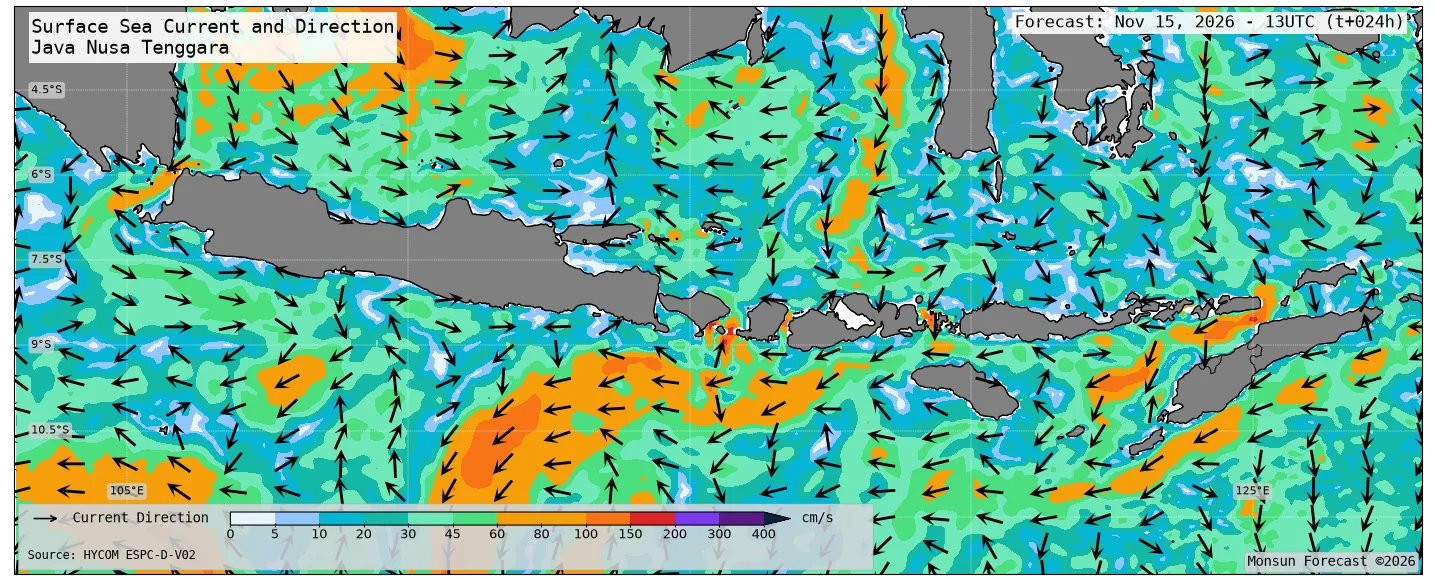 Surface Sea Current and Direction
Java Nusa Tenggara
Forecast: Nov 15, 2026 - 13UTC (t+024h)
4.5°S
6°S
7.5°S
9°S
10.5°S
105°E
125°E
Current Direction
0 5 10 20 30 45 60 80 100 150 200 300 400
cm/s
Source: HYCOM ESPC-D-V02
Monsun Forecast ©2026